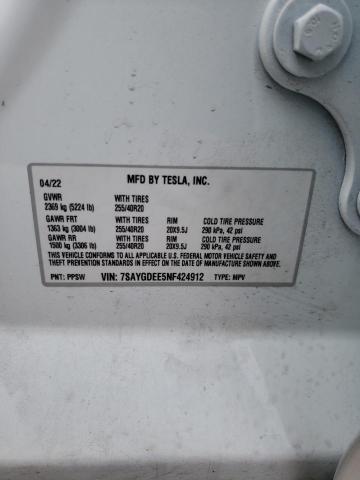 04/22 MFD BY TESLA, INC.
GVWR WITH TIRES
2369 kg (5224 lb) 255/40R20
GAWR FRT WITH TIRES RIM COLD TIRE PRESSURE
1363 kg (3004 lb) 255/40R20 20X9.5J 290 kPa, 42 psi
GAWR RR WITH TIRES RIM COLD TIRE PRESSURE
1500 kg (3306 lb) 255/40R20 20X9.5J 290 kPa, 42 psi
THIS VEHICLE CONFORMS TO ALL APPLICABLE U.S. FEDERAL MOTOR VEHICLE SAFETY
AND THEFT PREVENTION STANDARDS IN EFFECT ON THE DATE OF MANUFACTURE SHOWN
ABOVE.
PNT: PPSW VIN: 7SAYGDEE5NF424912 TYPE: MPV